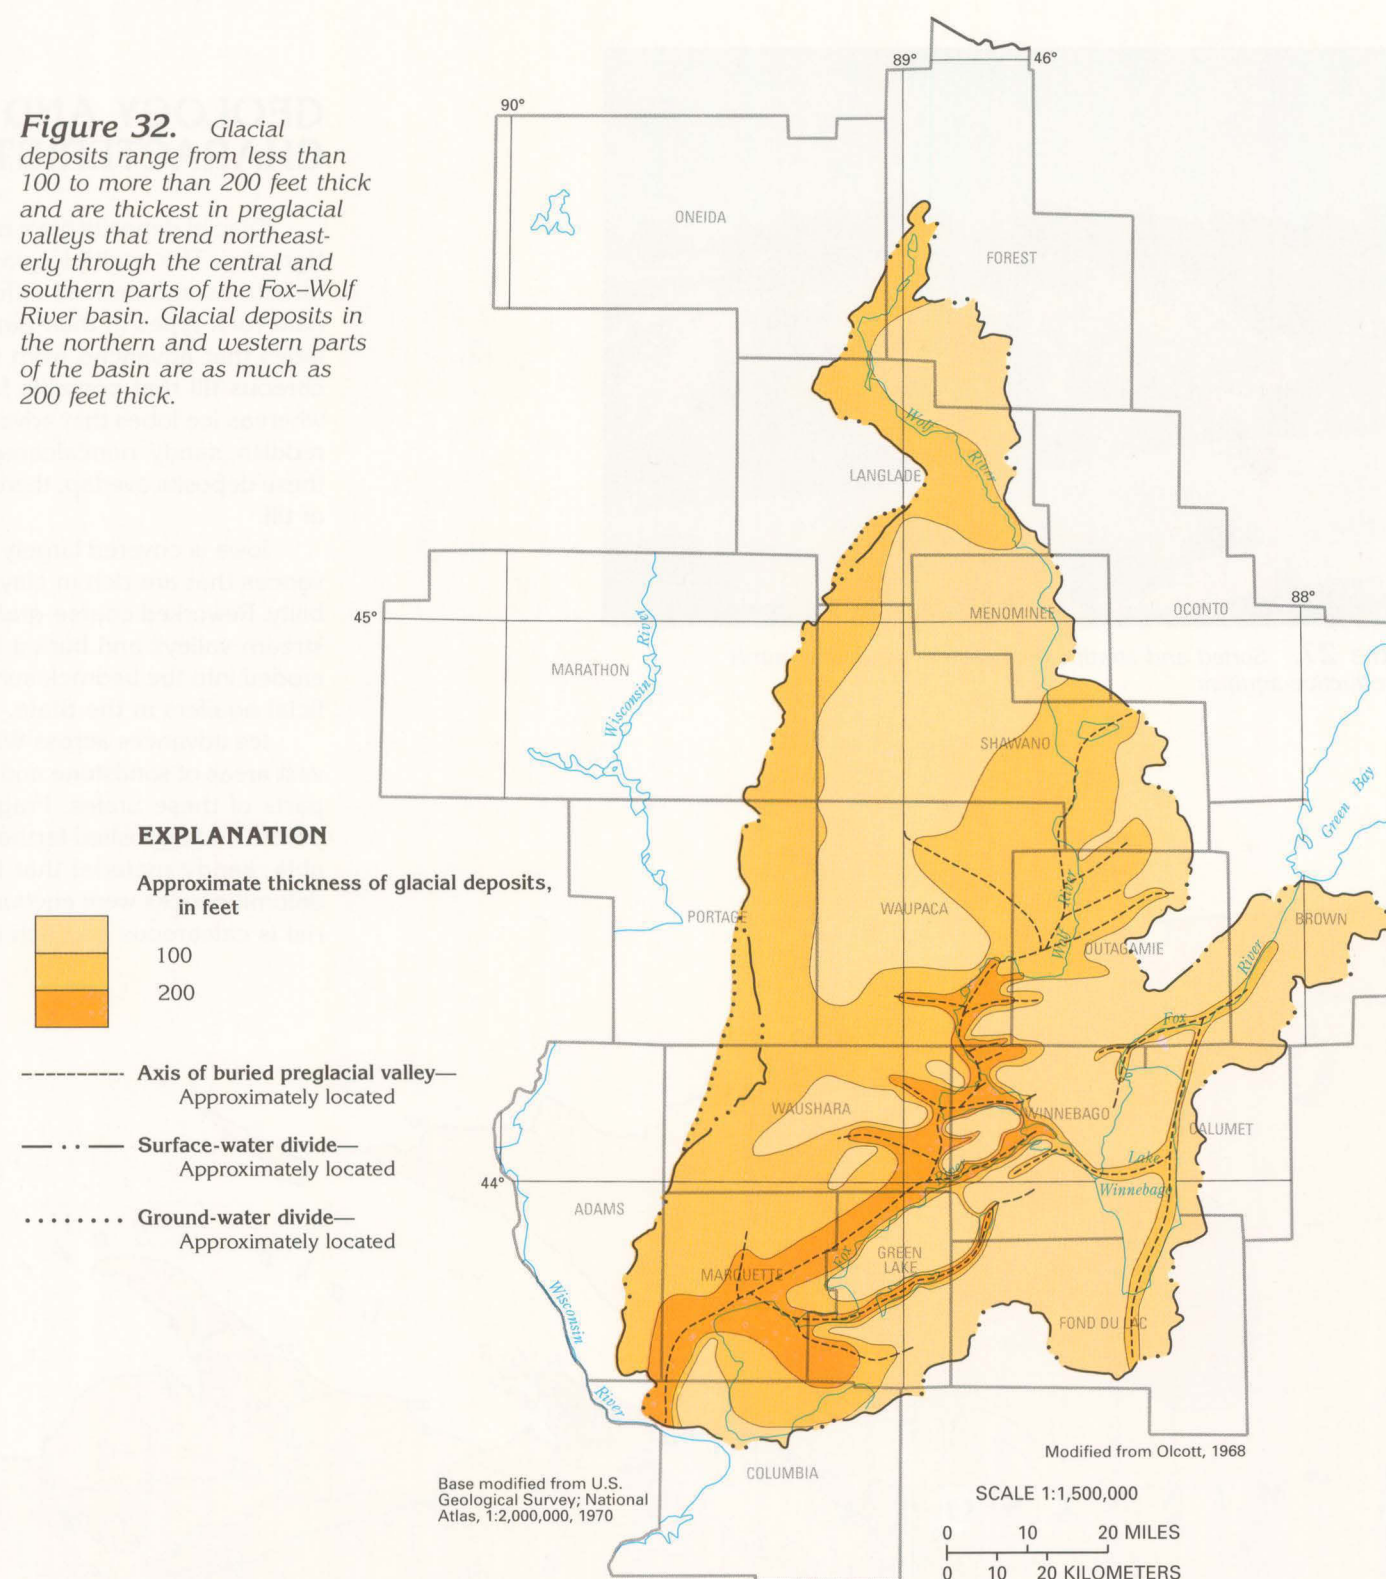 Figure 32. Glacial
deposits range from less than
100 to more than 200 feet thick
and are thickest in preglacial
valleys that trend northeast-
erly through the central and
southern parts of the Fox–Wolf
River basin. Glacial deposits in
the northern and western parts
of the basin are as much as
200 feet thick.
EXPLANATION
Approximate thickness of glacial deposits,
in feet
100
200
Axis of buried preglacial valley—
Approximately located
Surface-water divide—
Approximately located
Ground-water divide—
Approximately located
89°
46°
90°
ONEIDA
FOREST
Wolf
River
LANGLADE
45°
88°
MENOMINEE
OCONTO
MARATHON
Wisconsin River
SHAWANO
Green Bay
PORTAGE
WAUPACA
Wolf River
OUTAGAMIE
BROWN
River
Fox
WAUSHARA
WINNEBAGO
CALUMET
Lake
Winnebago
44°
ADAMS
River
Fox
GREEN
LAKE
MARQUETTE
FOND DU LAC
Wisconsin
River
COLUMBIA
Base modified from U.S.
Geological Survey; National
Atlas, 1:2,000,000, 1970
Modified from Olcott, 1968
SCALE 1:1,500,000
0 10 20 MILES
0 10 20 KILOMETERS